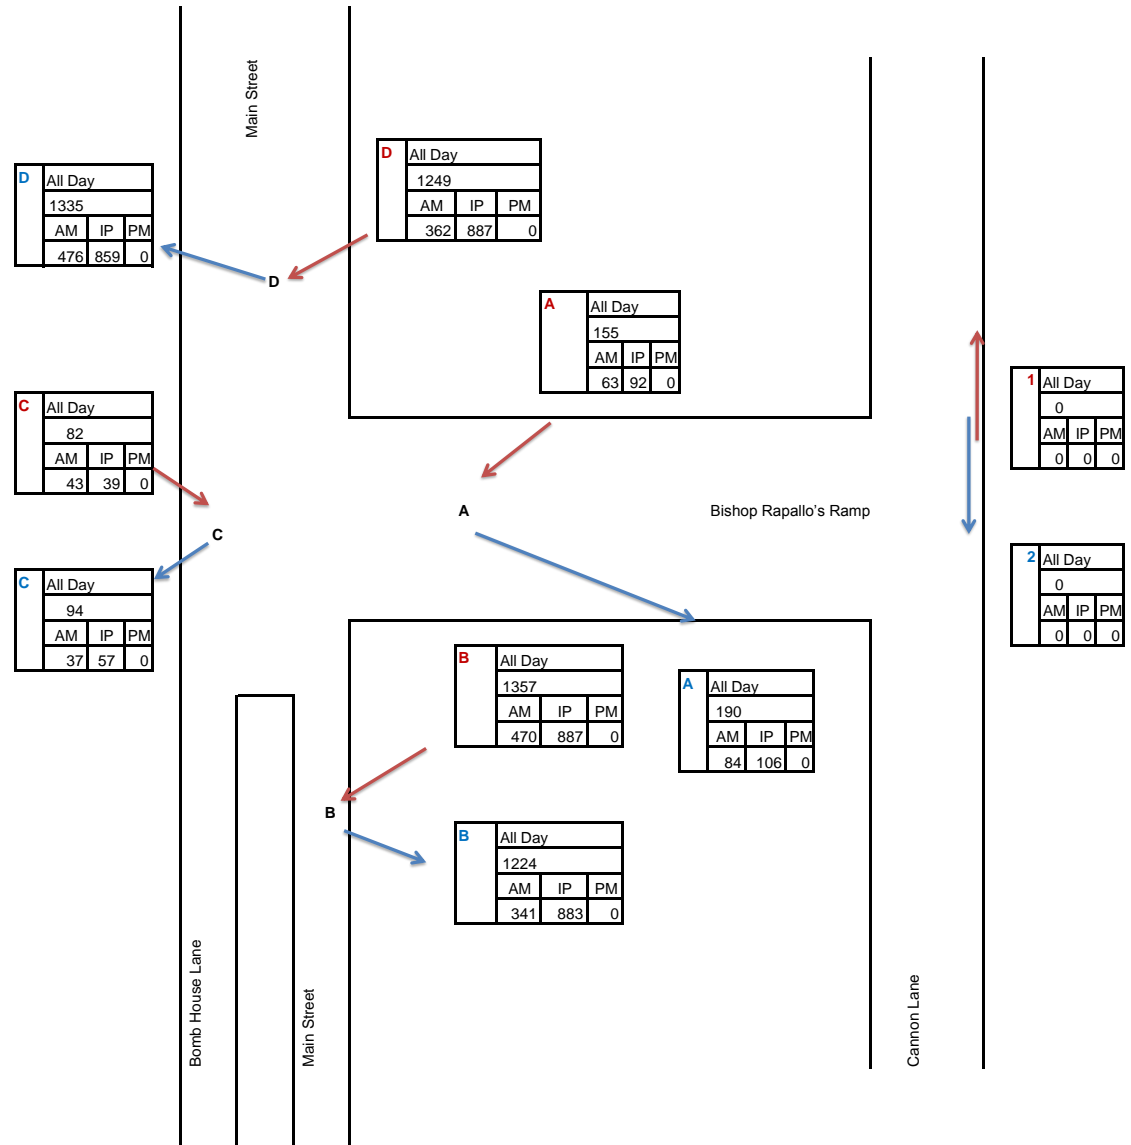 Main Street
D All Day
1249
AM IP PM
362 887 0
D All Day
1335
AM IP PM
476 859 0
D
A All Day
155
AM IP PM
63 92 0
C All Day
82
AM IP PM
43 39 0
1 All Day
0
AM IP PM
0 0 0
A
Bishop Rapallo's Ramp
C
C All Day
94
AM IP PM
37 57 0
2 All Day
0
AM IP PM
0 0 0
B All Day
1357
AM IP PM
470 887 0
A All Day
190
AM IP PM
84 106 0
B
B All Day
1224
AM IP PM
341 883 0
Bomb House Lane
Main Street
Cannon Lane